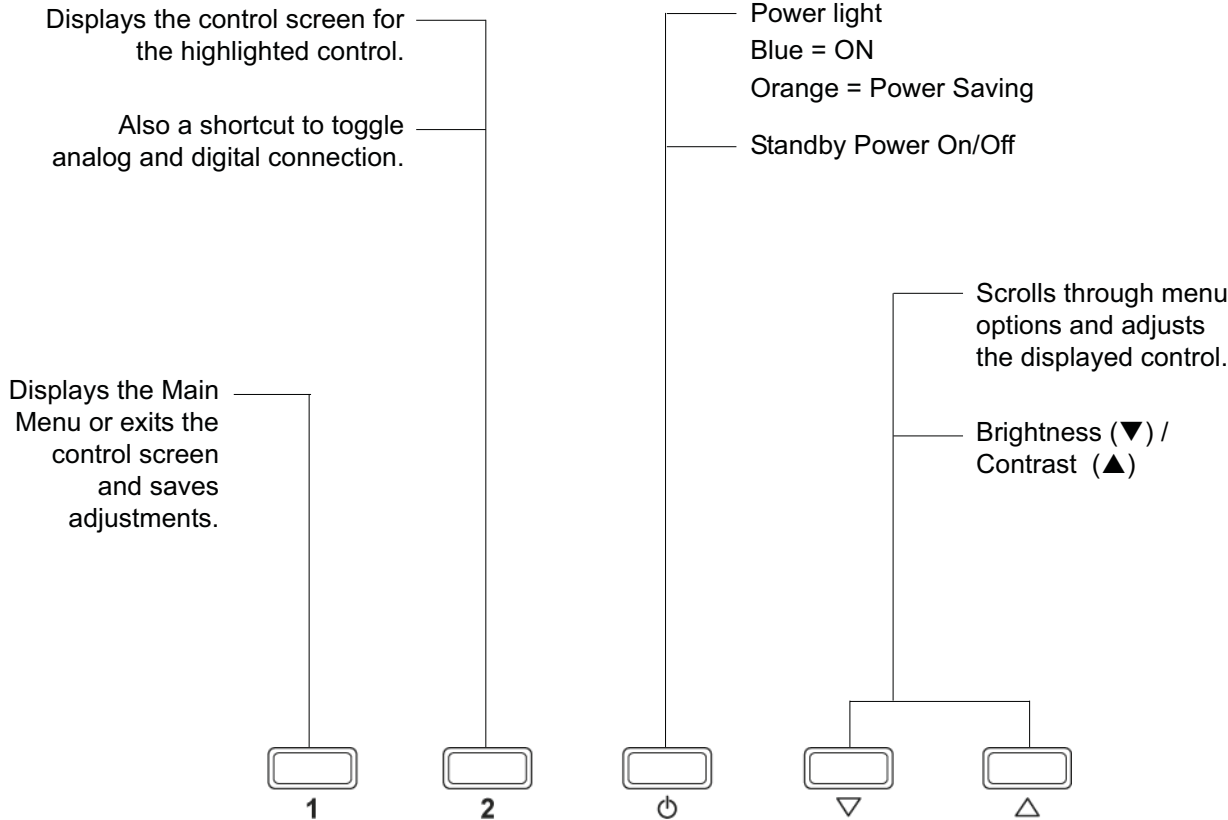 Displays the control screen for
the highlighted control.
Also a shortcut to toggle
analog and digital connection.
Power light
Blue = ON
Orange = Power Saving
Standby Power On/Off
Scrolls through menu
options and adjusts
the displayed control.
Brightness (▼) /
Contrast (▲)
Displays the Main
Menu or exits the
control screen
and saves
adjustments.
1 2 ⏻ ▽ △